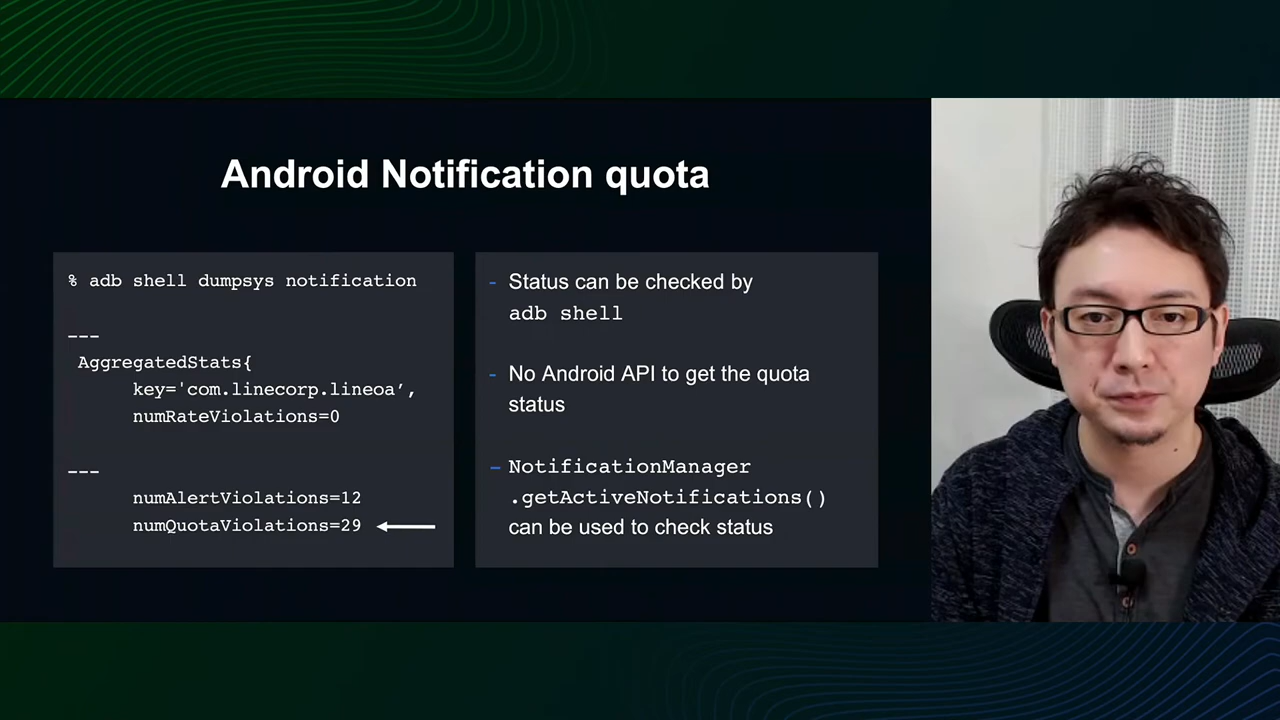 Android Notification quota
% adb shell dumpsys notification
---
AggregatedStats{
key='com.linecorp.lineoa’,
numRateViolations=0
---
numAlertViolations=12
numQuotaViolations=29
- Status can be checked by
adb shell
- No Android API to get the quota
status
- NotificationManager
.getActiveNotifications()
can be used to check status